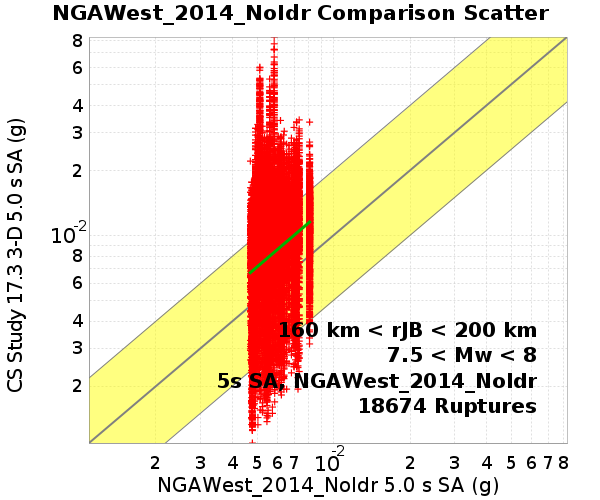 NGAWest_2014_NoIdr Comparison Scatter
CS Study 17.3 3-D 5.0 s SA (g)
8
6
4
3
2
10⁻²
8
6
4
3
2
160 km < rJB < 200 km
7.5 < Mw < 8
5s SA, NGAWest_2014_NoIdr
18674 Ruptures
2 3 4 5 6 7 10⁻² 2 3 4 5 6 7 8
NGAWest_2014_NoIdr 5.0 s SA (g)